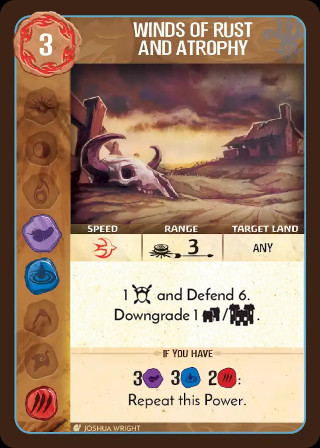 3
WINDS OF RUST
AND ATROPHY
SPEED RANGE TARGET LAND
3 ANY
1 and Defend 6.
Downgrade 1 / .
IF YOU HAVE
3 3 2 :
Repeat this Power.
JOSHUA WRIGHT